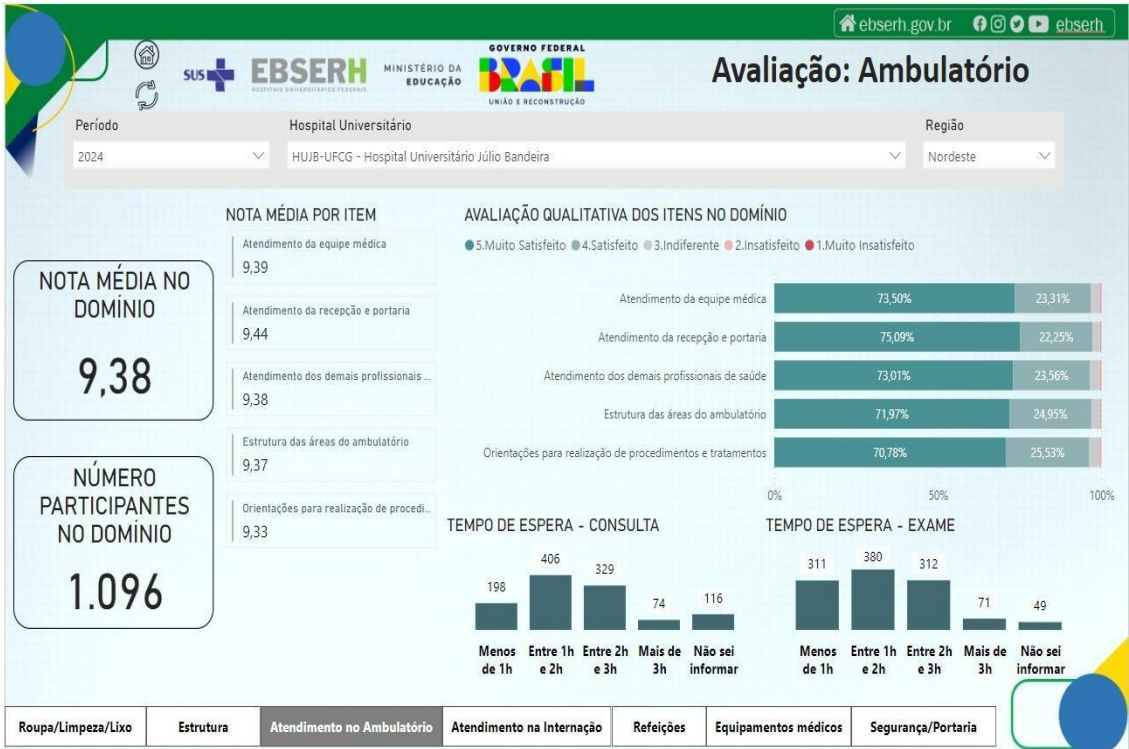 ebserh.gov.br ebserh
SUS EBSERH
HOSPITAIS UNIVERSITÁRIOS FEDERAIS
MINISTÉRIO DA
EDUCAÇÃO
GOVERNO FEDERAL
BRASIL
UNIÃO E RECONSTRUÇÃO
Avaliação: Ambulatório
Período
2024
Hospital Universitário
HUJB-UFCG - Hospital Universitário Júlio Bandeira
Região
Nordeste
NOTA MÉDIA NO
DOMÍNIO
9,38
NÚMERO
PARTICIPANTES
NO DOMÍNIO
1.096
NOTA MÉDIA POR ITEM
Atendimento da equipe médica
9,39
Atendimento da recepção e portaria
9,44
Atendimento dos demais profissionais ...
9,38
Estrutura das áreas do ambulatório
9,37
Orientações para realização de procedi...
9,33
AVALIAÇÃO QUALITATIVA DOS ITENS NO DOMÍNIO
5.Muito Satisfeito 4.Satisfeito 3.Indiferente 2.Insatisfeito 1.Muito Insatisfeito
Atendimento da equipe médica 73,50% 23,31%
Atendimento da recepção e portaria 75,09% 22,25%
Atendimento dos demais profissionais de saúde 73,01% 23,56%
Estrutura das áreas do ambulatório 71,97% 24,95%
Orientações para realização de procedimentos e tratamentos 70,78% 25,53%
0% 50% 100%
TEMPO DE ESPERA - CONSULTA
198 406 329 74 116
Menos Entre 1h Entre 2h Mais de Não sei
de 1h e 2h e 3h 3h informar
TEMPO DE ESPERA - EXAME
311 380 312 71 49
Menos Entre 1h Entre 2h Mais de Não sei
de 1h e 2h e 3h 3h informar
Roupa/Limpeza/Lixo Estrutura Atendimento no Ambulatório Atendimento na Internação Refeições Equipamentos médicos Segurança/Portaria